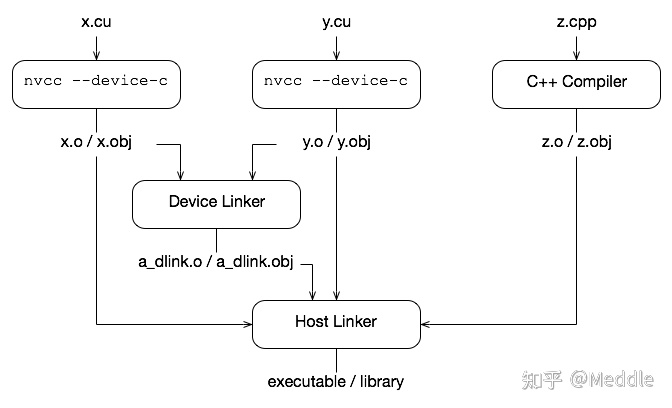 x.cu
y.cu
z.cpp
nvcc --device-c
nvcc --device-c
C++ Compiler
x.o / x.obj
y.o / y.obj
z.o / z.obj
Device Linker
a_dlink.o / a_dlink.obj
Host Linker
executable / library
知乎 @Meddle